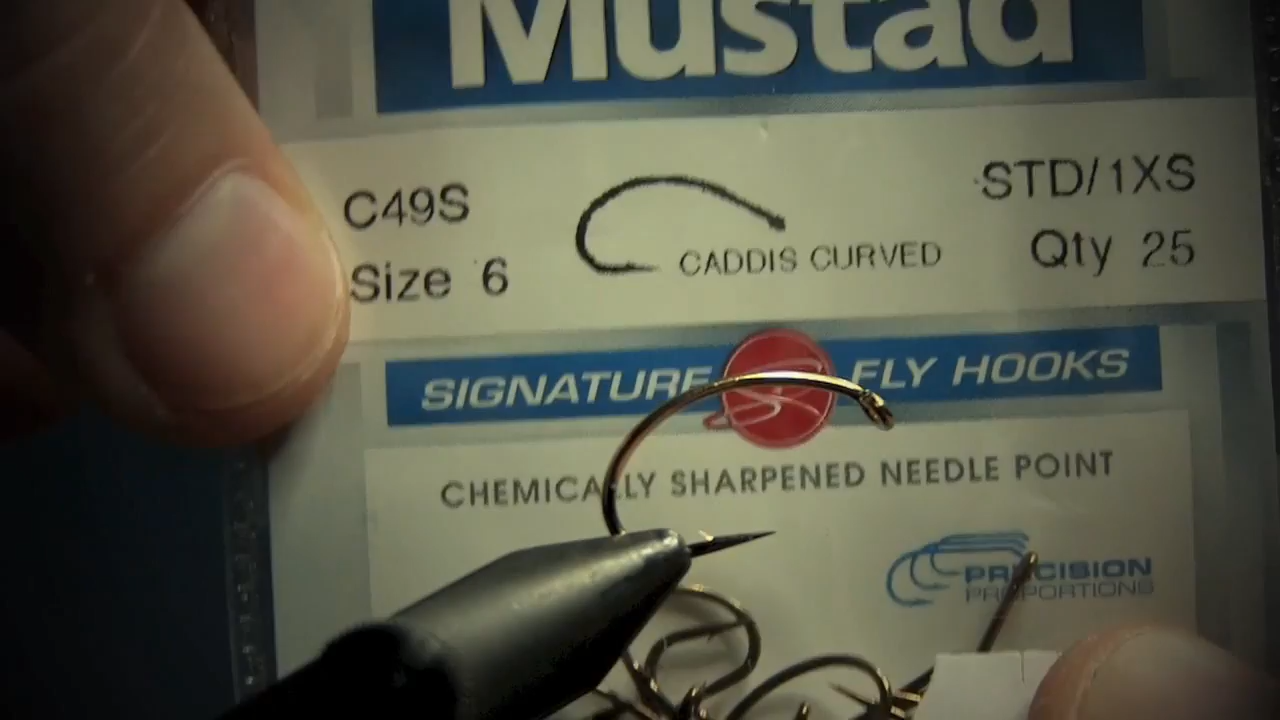 Mustad
C49S
STD/1XS
Size 6
CADDIS CURVED
Qty 25
SIGNATURE FLY HOOKS
CHEMICALLY SHARPENED NEEDLE POINT
PRECISION
PROPORTIONS